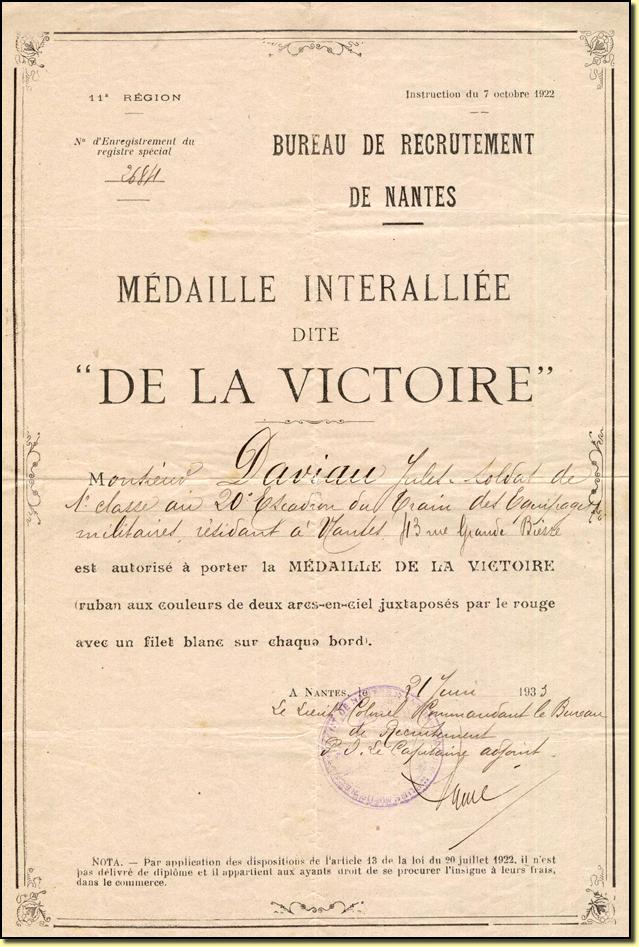 11e RÉGION
Instruction du 7 octobre 1922
No d'Enregistrement du
registre spécial
BUREAU DE RECRUTEMENT
DE NANTES
MÉDAILLE INTERALLIÉE
DITE
"DE LA VICTOIRE"
Monsieur Daviau Jules soldat de
1e classe au 20e Escadron du Train des Équipages
militaires, résidant à Nantes, 43 rue Grande Biesse
est autorisé à porter la MÉDAILLE DE LA VICTOIRE
(ruban aux couleurs de deux arcs-en-ciel juxtaposés par le rouge
avec un filet blanc sur chaque bord).
A NANTES, le 21 Juin 1933
Le Lieutt Colonel Commandant le Bureau
de Recrutement
P. O. Le Capitaine adjoint
NOTA. — Par application des dispositions de l'article 13 de la loi du 20 juillet 1922, il n'est
pas délivré de diplôme et il appartient aux ayants droit de se procurer l'insigne à leurs frais,
dans le commerce.